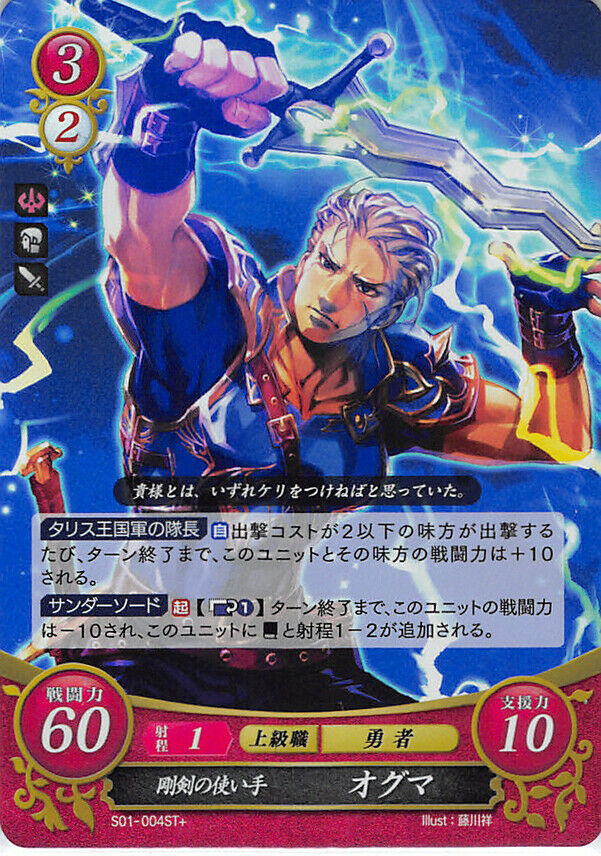 3
2
貴様とは、いずれケリをつけねばと思っていた。
タリス王国軍の隊長 自 出撃コストが2以下の味方が出撃する
たび、ターン終了まで、このユニットとその味方の戦闘力は+10
される。
サンダーソード 起 【1】 ターン終了まで、このユニットの戦闘力
は-10され、このユニットに と射程1-2が追加される。
戦闘力
60
射程 1 上級職 勇者
支援力
10
剛剣の使い手 オグマ
S01-004ST+ Illust:藤川祥